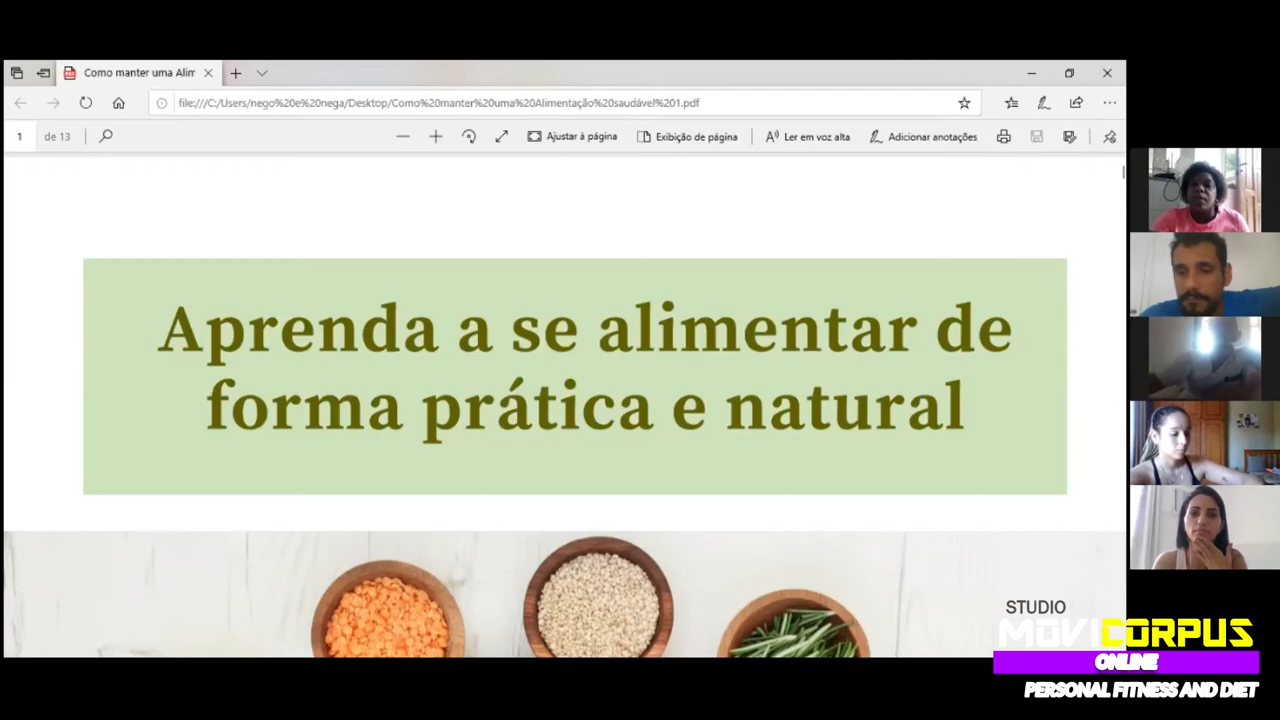 Como manter uma Alim
file:///C:/Users/nego%20e%20nega/Desktop/Como%20manter%20uma%20Alimentação%20saudável%201.pdf
1 de 13 Ajustar à página Exibição de página Ler em voz alta Adicionar anotações
Aprenda a se alimentar de
forma prática e natural
STUDIO
MOVICORPUS
ONLINE
PERSONAL FITNESS AND DIET